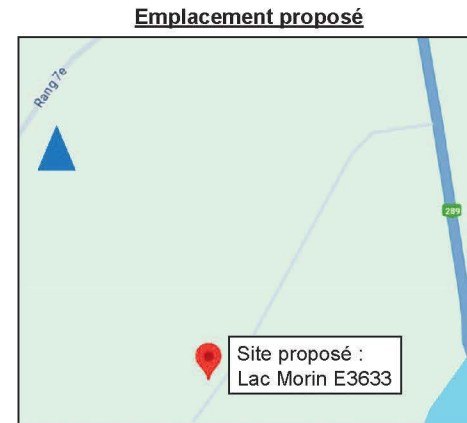 Emplacement proposé
Rang 7e
289
Site proposé :
Lac Morin E3633